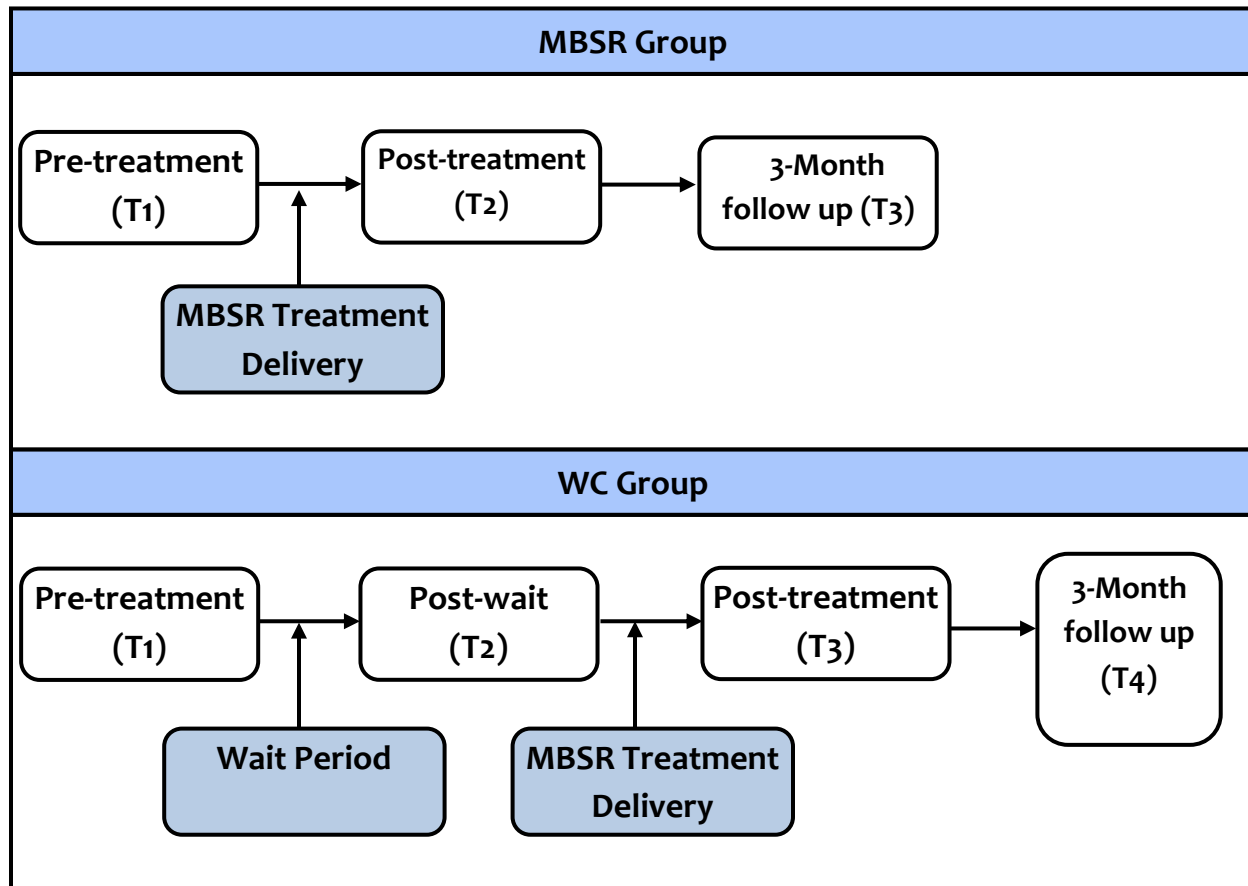 MBSR Group
Pre-treatment
(T1)
Post-treatment
(T2)
3-Month
follow up (T3)
MBSR Treatment
Delivery
WC Group
Pre-treatment
(T1)
Post-wait
(T2)
Post-treatment
(T3)
3-Month
follow up
(T4)
Wait Period
MBSR Treatment
Delivery